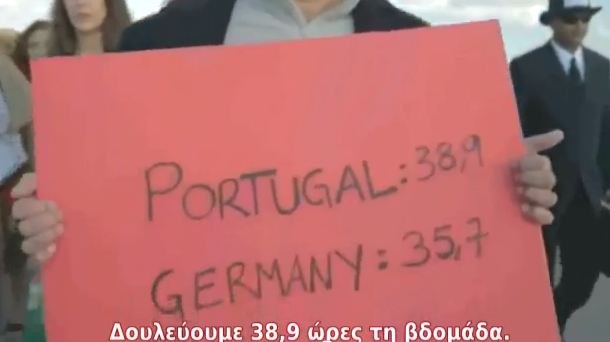 PORTUGAL: 38,9
GERMANY: 35,7
Δουλεύουμε 38,9 ώρες τη βδομάδα.